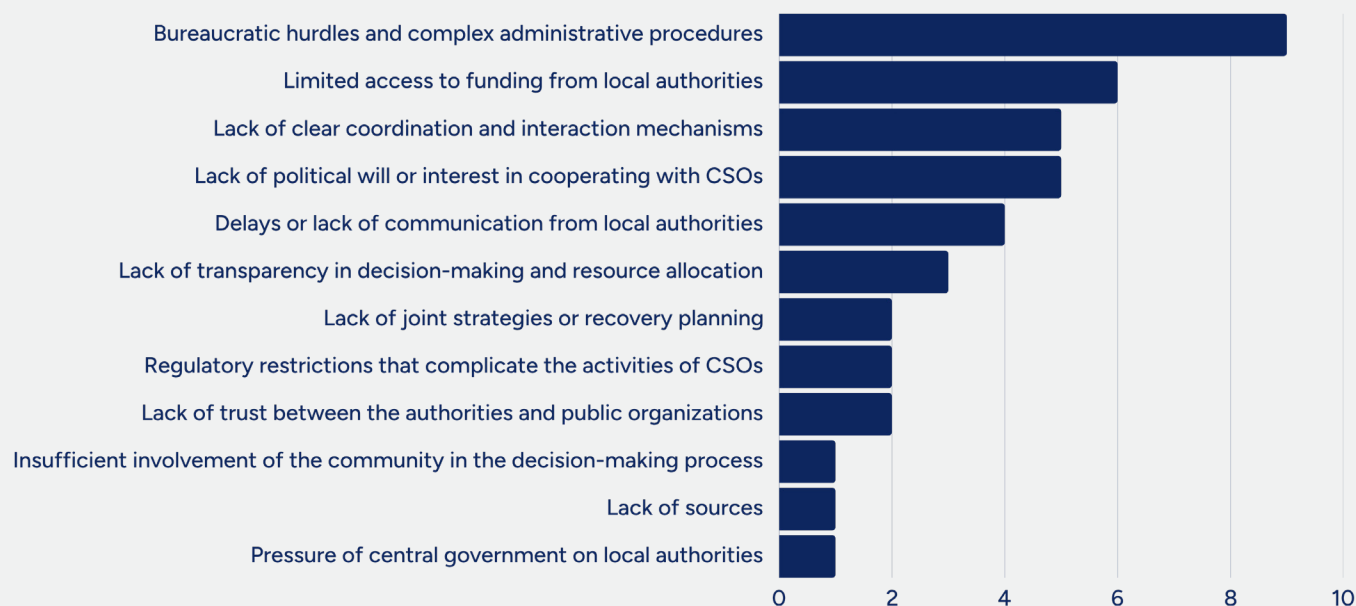 Bureaucratic hurdles and complex administrative procedures
Limited access to funding from local authorities
Lack of clear coordination and interaction mechanisms
Lack of political will or interest in cooperating with CSOs
Delays or lack of communication from local authorities
Lack of transparency in decision-making and resource allocation
Lack of joint strategies or recovery planning
Regulatory restrictions that complicate the activities of CSOs
Lack of trust between the authorities and public organizations
Insufficient involvement of the community in the decision-making process
Lack of sources
Pressure of central government on local authorities
0 2 4 6 8 10